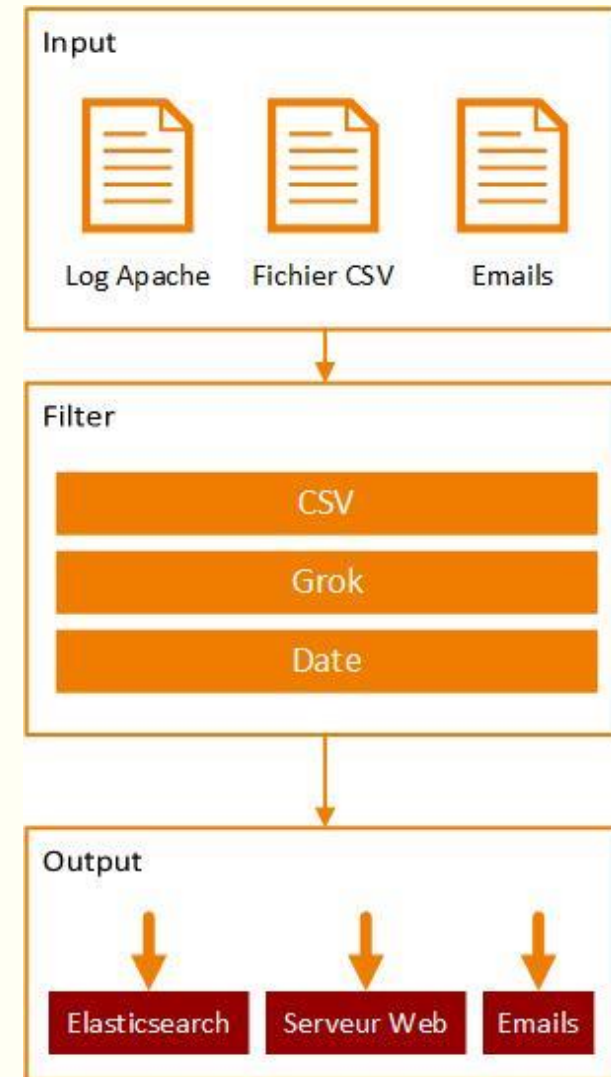 Input
Log Apache Fichier CSV Emails
Filter
CSV
Grok
Date
Output
Elasticsearch Serveur Web Emails